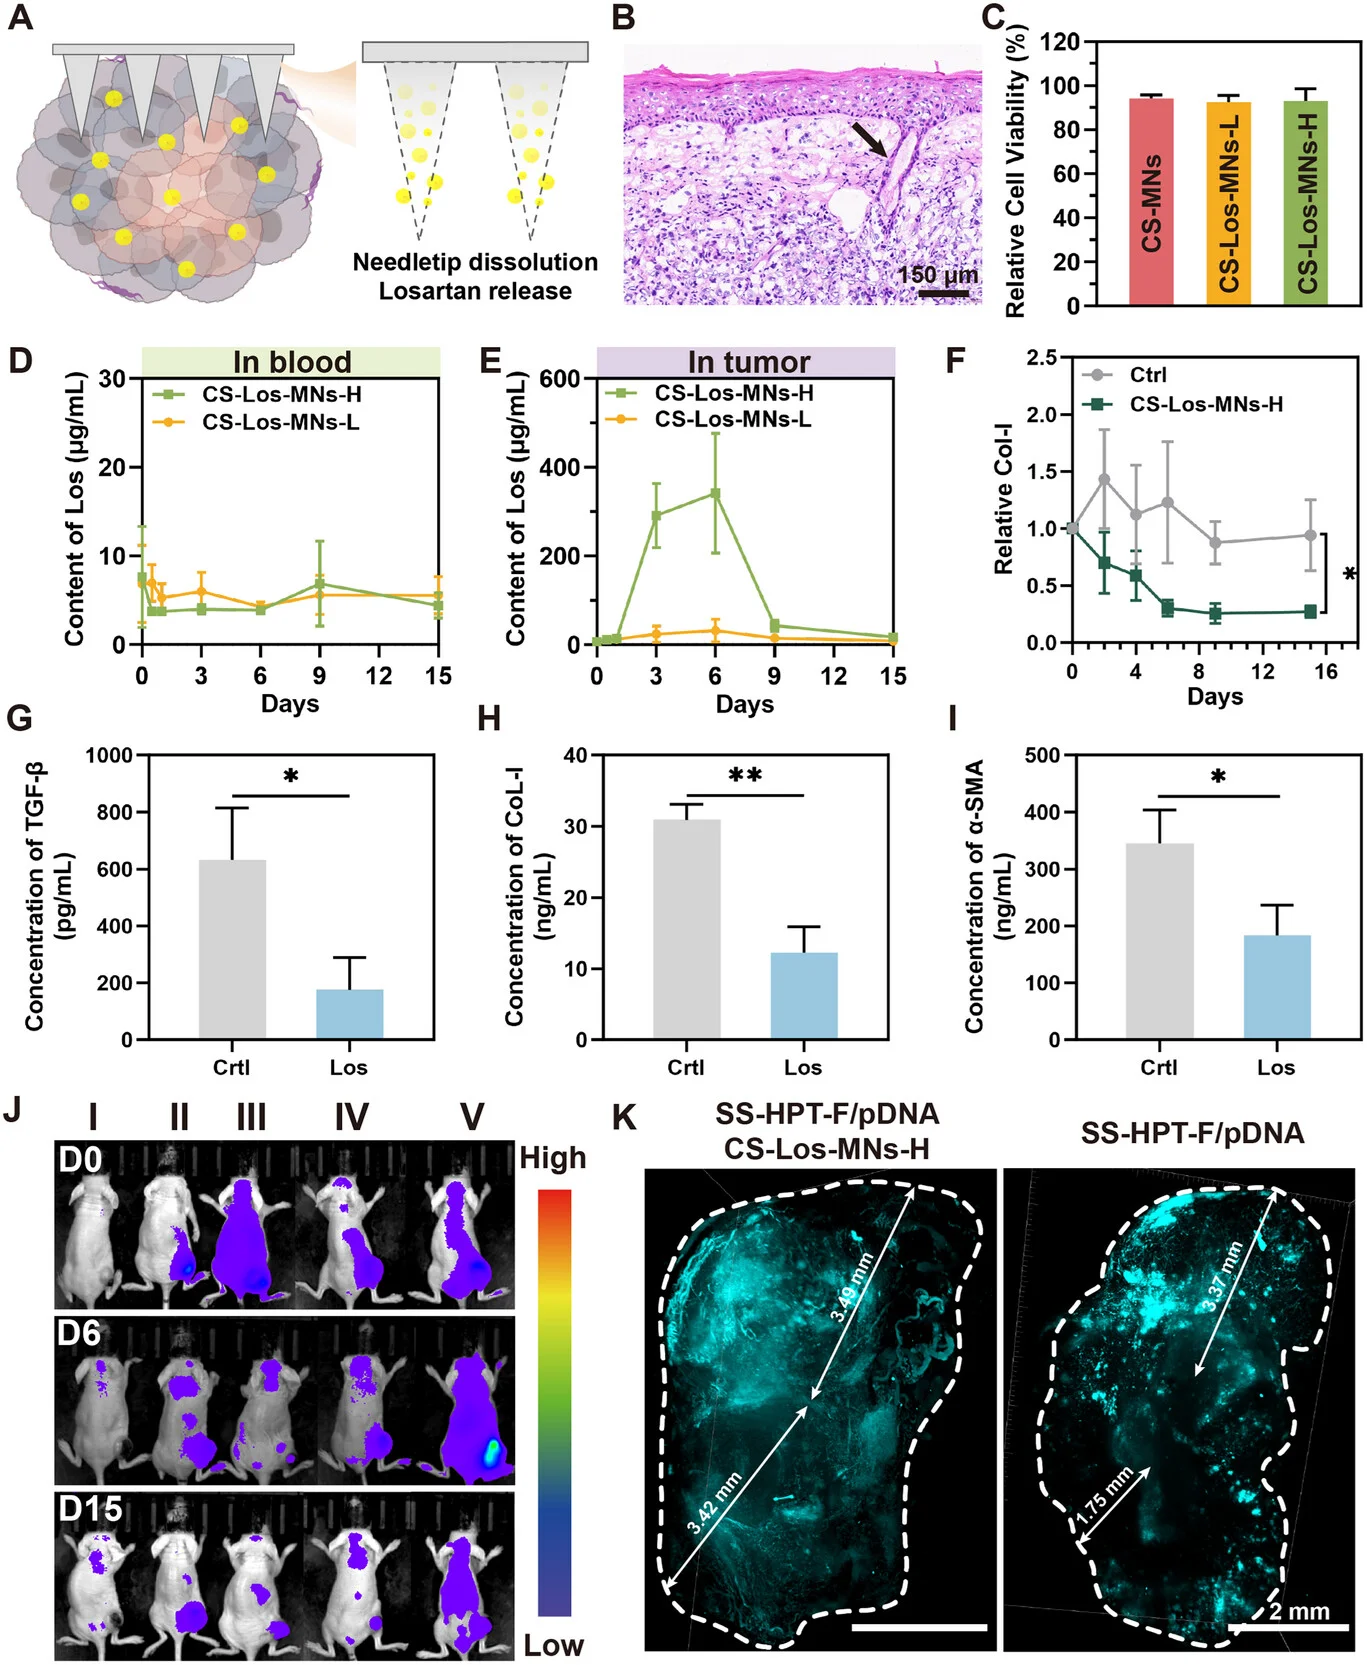 A
Needletip dissolution
Losartan release
B
150 μm
C
Relative Cell Viability (%)
120
100
80
60
40
20
0
CS-MNs
CS-Los-MNs-L
CS-Los-MNs-H
D
In blood
Content of Los (μg/mL)
30
20
10
0
CS-Los-MNs-H
CS-Los-MNs-L
0 3 6 9 12 15
Days
E
In tumor
Content of Los (μg/mL)
600
400
200
0
CS-Los-MNs-H
CS-Los-MNs-L
0 3 6 9 12 15
Days
F
Relative Col-I
2.5
2.0
1.5
1.0
0.5
0.0
Ctrl
CS-Los-MNs-H
*
0 4 8 12 16
Days
G
Concentration of TGF-β
(pg/mL)
1000
800
600
400
200
0
*
Crtl Los
H
Concentration of CoL-I
(ng/mL)
40
30
20
10
0
**
Crtl Los
I
Concentration of α-SMA
(ng/mL)
500
400
300
200
100
0
*
Crtl Los
J
I II III IV V
D0
D6
D15
High
Low
K
SS-HPT-F/pDNA
CS-Los-MNs-H
3.49 mm
3.42 mm
SS-HPT-F/pDNA
3.37 mm
1.75 mm
2 mm